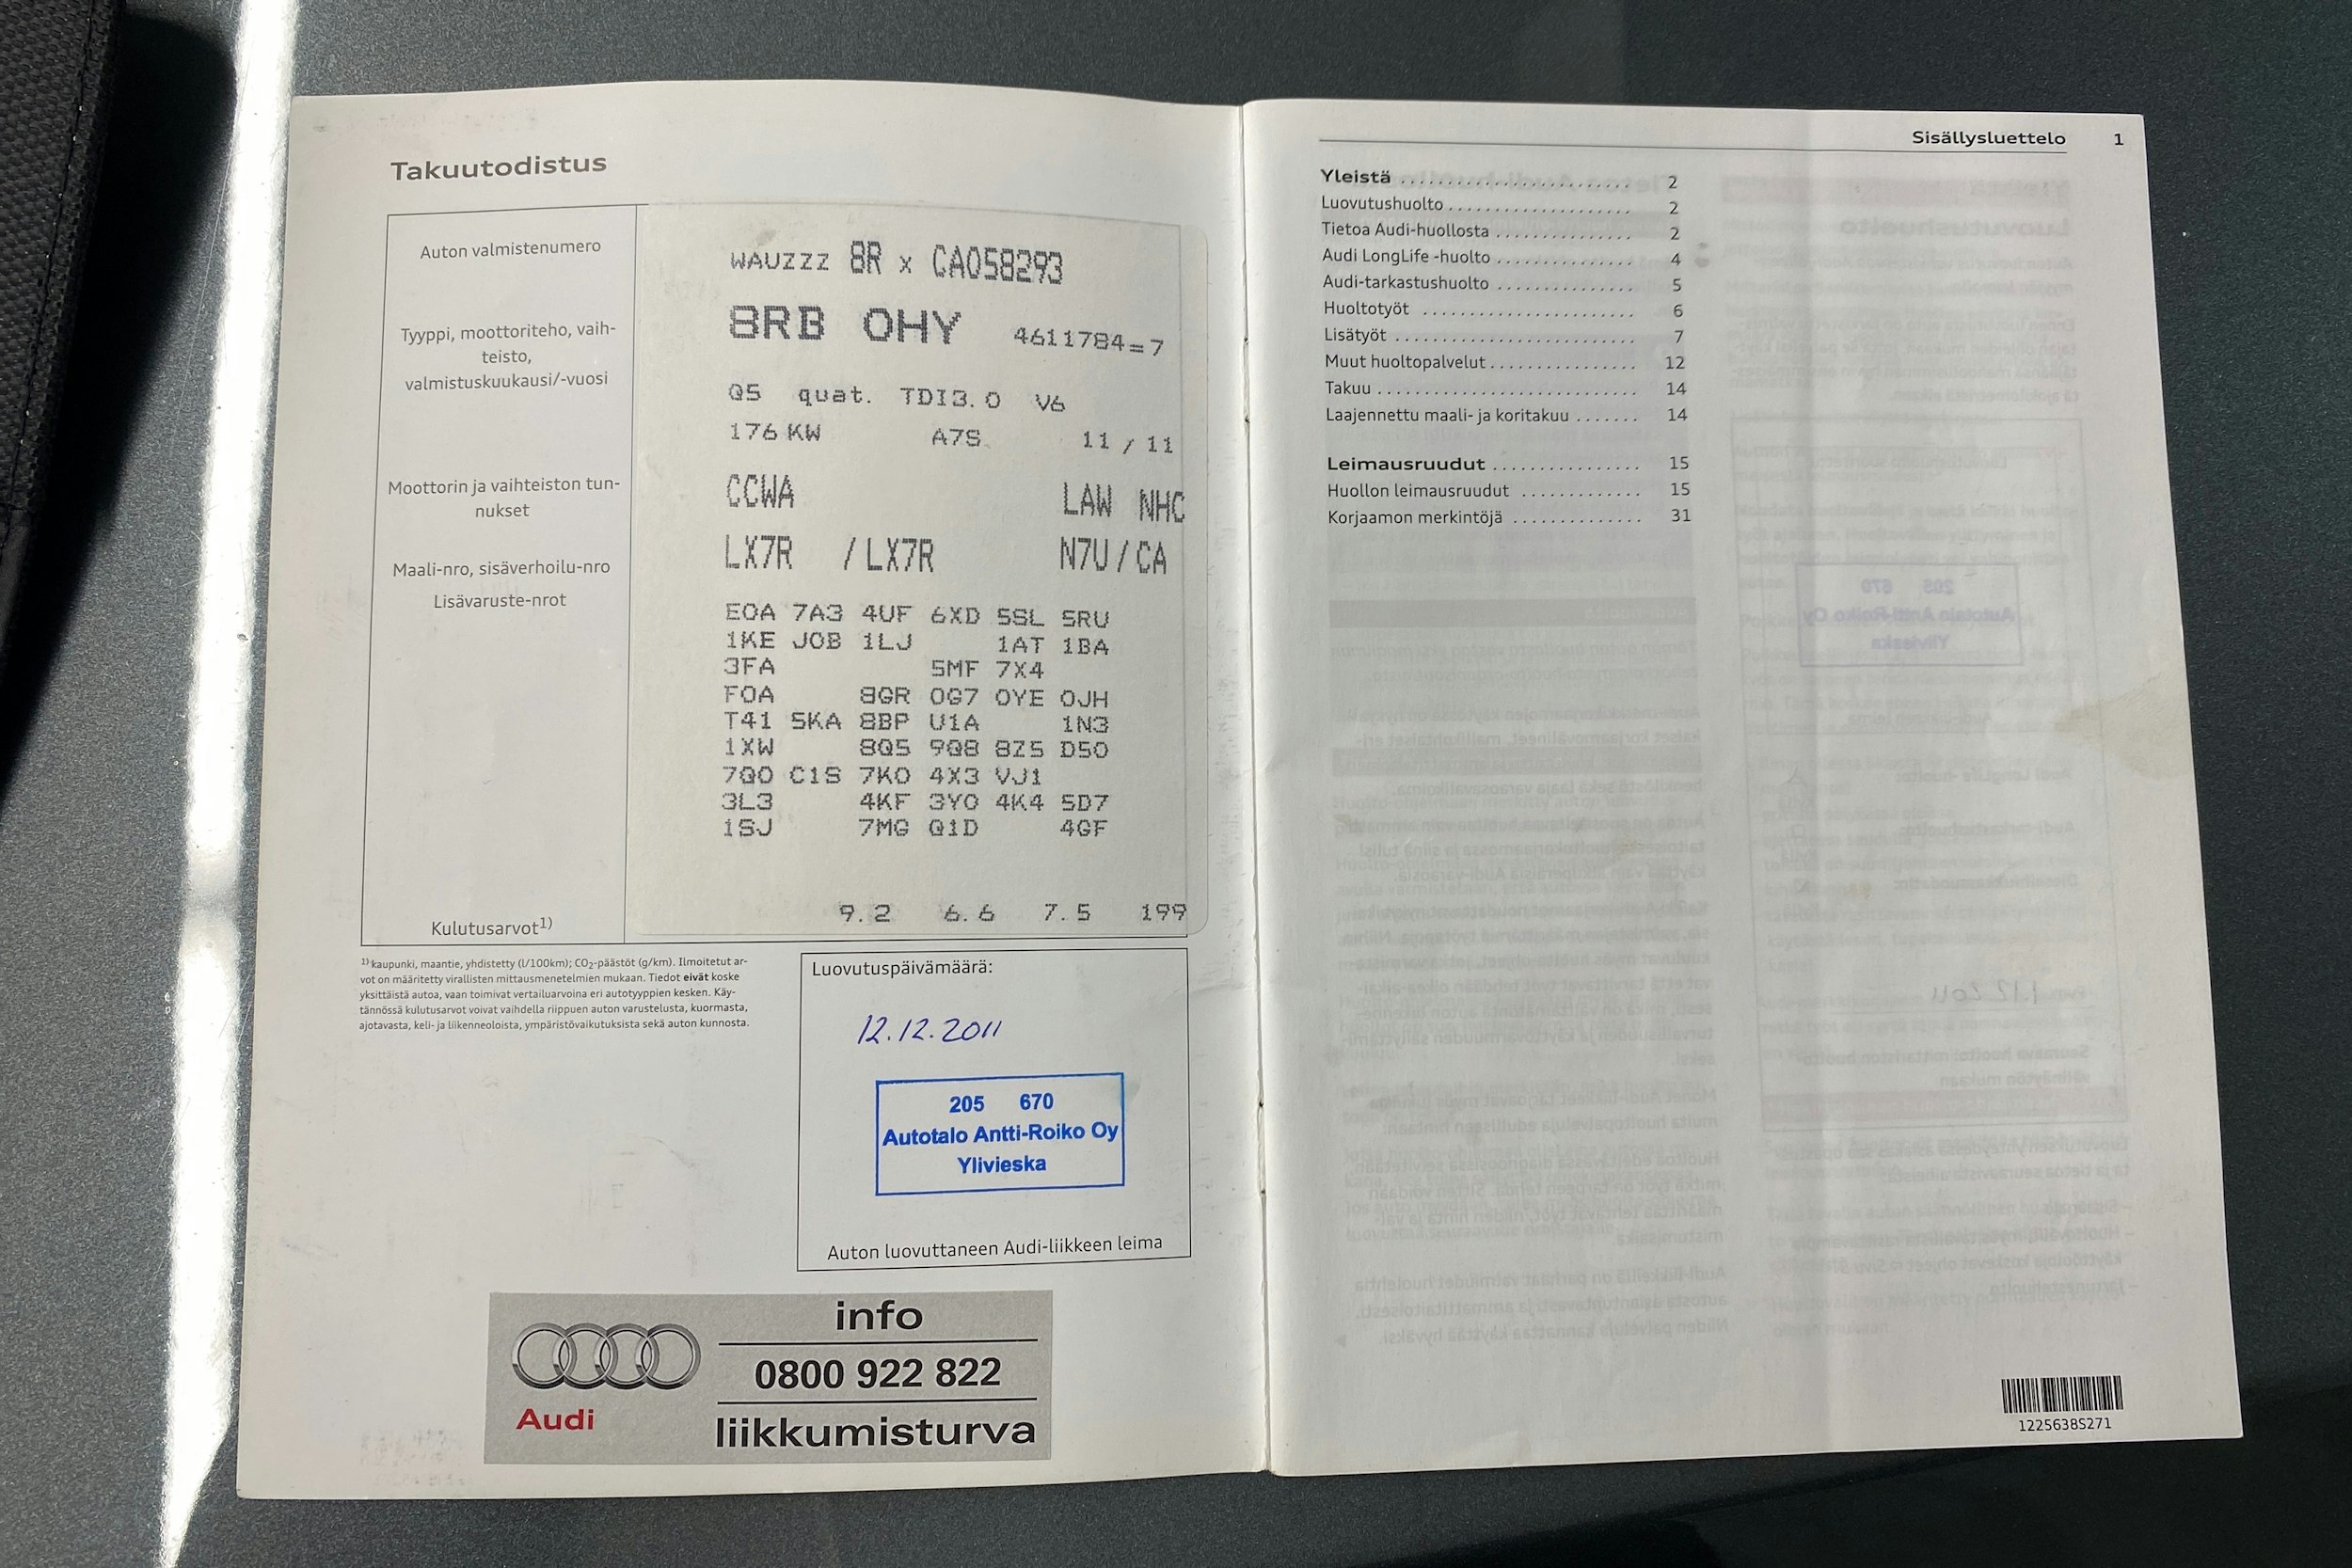 Takuutodistus
Auton valmistenumero
WAUZZZ 8R x CA058293
Tyyppi, moottoriteho, vaih-
teisto,
valmistuskuukausi/-vuosi
8RB 0HY 4611784=7
Q5 quat. TDI3.0 V6
176 KW A7S 11 / 11
Moottorin ja vaihteiston tun-
nukset
CCWA LAW NHC
Maali-nro, sisäverhoilu-nro
LX7R / LX7R N7U / CA
Lisävaruste-nrot
E0A 7A3 4UF 6XD 5SL 5RU
1KE J0B 1LJ 1AT 1BA
3FA 5MF 7X4
F0A 8GR 0G7 0YE 0JH
T41 5KA 8BP U1A 1N3
1XW 8Q5 9Q8 8Z5 D50
7Q0 C1S 7K0 4X3 VJ1
3L3 4KF 3Y0 4K4 5D7
1SJ 7MG Q1D 4GF
Kulutusarvot1)
9.2 6.6 7.5 199
1) kaupunki, maantie, yhdistetty (l/100km); CO2-päästöt (g/km). Ilmoitetut ar-
vot on määritetty virallisten mittausmenetelmien mukaan. Tiedot eivät koske
yksittäistä autoa, vaan toimivat vertailuarvoina eri autotyyppien kesken. Käy-
tännössä kulutusarvot voivat vaihdella riippuen auton varustelusta, kuormasta,
ajotavasta, keli- ja liikenneoloista, ympäristövaikutuksista sekä auton kunnosta.
Luovutuspäivämäärä:
12.12.2011
205 670
Autotalo Antti-Roiko Oy
Ylivieska
Auton luovuttaneen Audi-liikkeen leima
Audi
info
0800 922 822
liikkumisturva
Sisällysluettelo 1
Yleistä ........................ 2
Luovutushuolto ................... 2
Tietoa Audi-huollosta .............. 2
Audi LongLife -huolto .............. 4
Audi-tarkastushuolto .............. 5
Huoltotyöt ...................... 6
Lisätyöt ......................... 7
Muut huoltopalvelut ............... 12
Takuu .......................... 14
Laajennettu maali- ja koritakuu ....... 14
Leimausruudut ................ 15
Huollon leimausruudut ............. 15
Korjaamon merkintöjä .............. 31
122563BS271